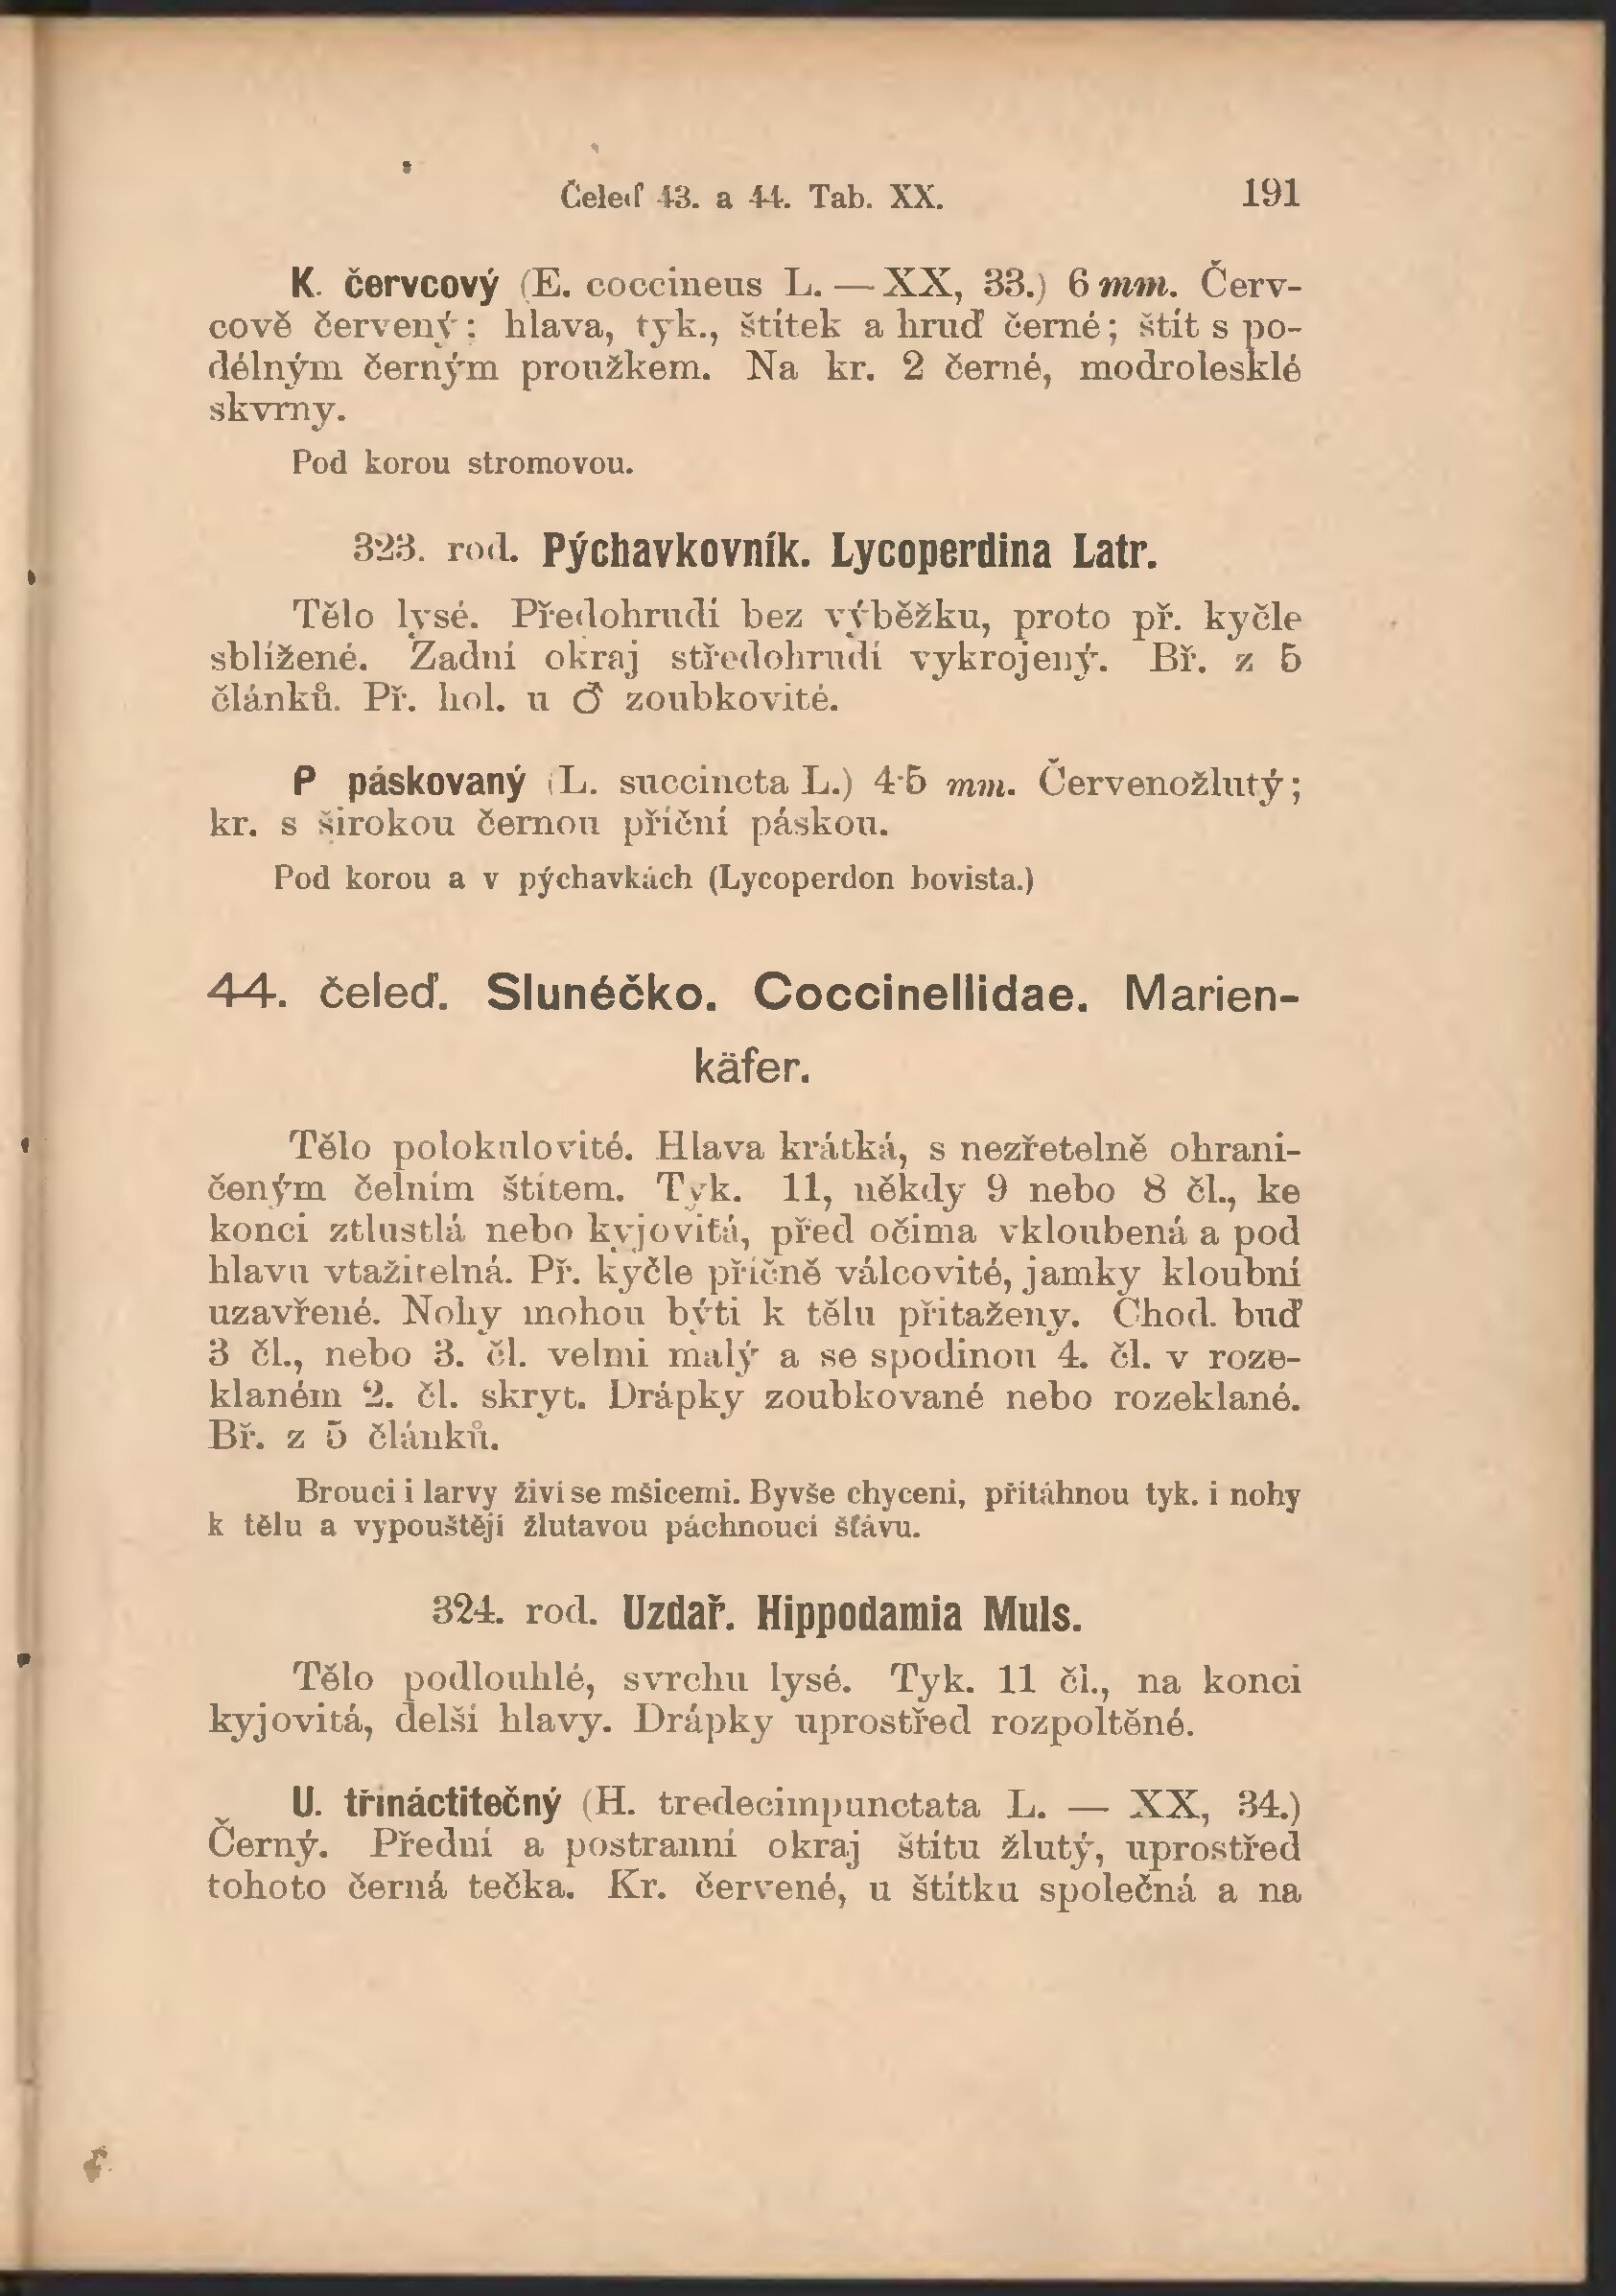 Čeleď 43. a 44. Tab. XX. 191
K. červcový (E. coccineus L. — XX, 33.) 6 mm. Červ-
cově červený; hlava, tyk., štítek a hruď černé; štít s po-
délným černým proužkem. Na kr. 2 černé, modrolesklé
skvrny.
Pod korou stromovou.
323. rod. Pýchavkovník. Lycoperdina Latr.
Tělo lysé. Předohrudí bez výběžku, proto př. kyčle
sblížené. Zadní okraj středohrudí vykrojený. Bř. z 5
článků. Př. hol. u ♂ zoubkovité.
P páskovaný (L. succincta L.) 4·5 mm. Červenožlutý;
kr. s širokou černou příční páskou.
Pod korou a v pýchavkách (Lycoperdon bovista.)
44. čeleď. Slunéčko. Coccinellidae. Marien-
käfer.
Tělo polokulovité. Hlava krátká, s nezřetelně ohrani-
čeným čelním štítem. Tyk. 11, někdy 9 nebo 8 čl., ke
konci ztlustlá nebo kyjovitá, před očima vkloubená a pod
hlavu vtažitelná. Př. kyčle příčně válcovité, jamky kloubní
uzavřené. Nohy mohou býti k tělu přitaženy. Chod. buď
3 čl., nebo 3. čl. velmi malý a se spodinou 4. čl. v roze-
klaném 2. čl. skryt. Drápky zoubkované nebo rozeklané.
Bř. z 5 článků.
Brouci i larvy živí se mšicemi. Byvše chyceni, přitáhnou tyk. i nohy
k tělu a vypouštějí žlutavou páchnoucí šťávu.
324. rod. Uzdař. Hippodamia Muls.
Tělo podlouhlé, svrchu lysé. Tyk. 11 čl., na konci
kyjovitá, delší hlavy. Drápky uprostřed rozpoltěné.
U. třináctitečný (H. tredecimpunctata L. — XX, 34.)
Černý. Přední a postranní okraj štítu žlutý, uprostřed
tohoto černá tečka. Kr. červené, u štítku společná a na